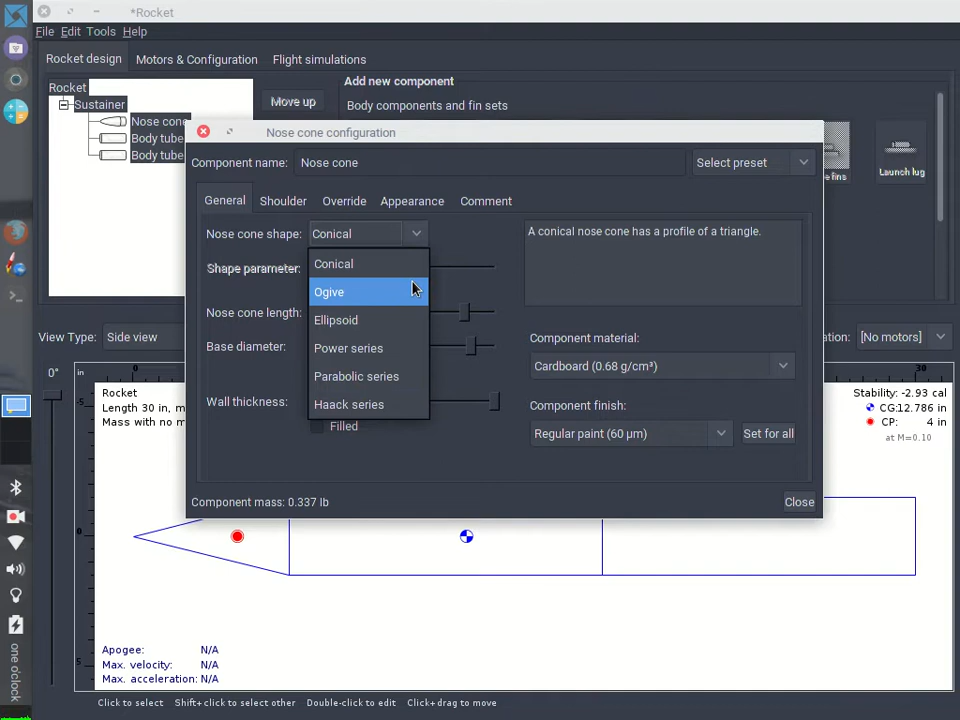 *Rocket
File Edit Tools Help
Rocket design Motors & Configuration Flight simulations
Rocket
Sustainer
Nose cone
Body tube
Body tube
Move up
Add new component
Body components and fin sets
Launch lug
Nose cone configuration
Component name: Nose cone Select preset
General Shoulder Override Appearance Comment
Nose cone shape: Conical
Conical
Ogive
Ellipsoid
Power series
Parabolic series
Haack series
Shape parameter:
Nose cone length:
Base diameter:
Wall thickness:
Filled
A conical nose cone has a profile of a triangle.
Component material:
Cardboard (0.68 g/cm³)
Component finish:
Regular paint (60 µm) Set for all
Component mass: 0.337 lb Close
View Type: Side view
[No motors]
0°
in 0 30
-5
0
5
Rocket
Length 30 in, m
Mass with no m
Stability: -2.93 cal
CG:12.786 in
CP: 4 in
at M=0.10
Apogee: N/A
Max. velocity: N/A
Max. acceleration: N/A
Click to select Shift+click to select other Double-click to edit Click+drag to move
one o'clock